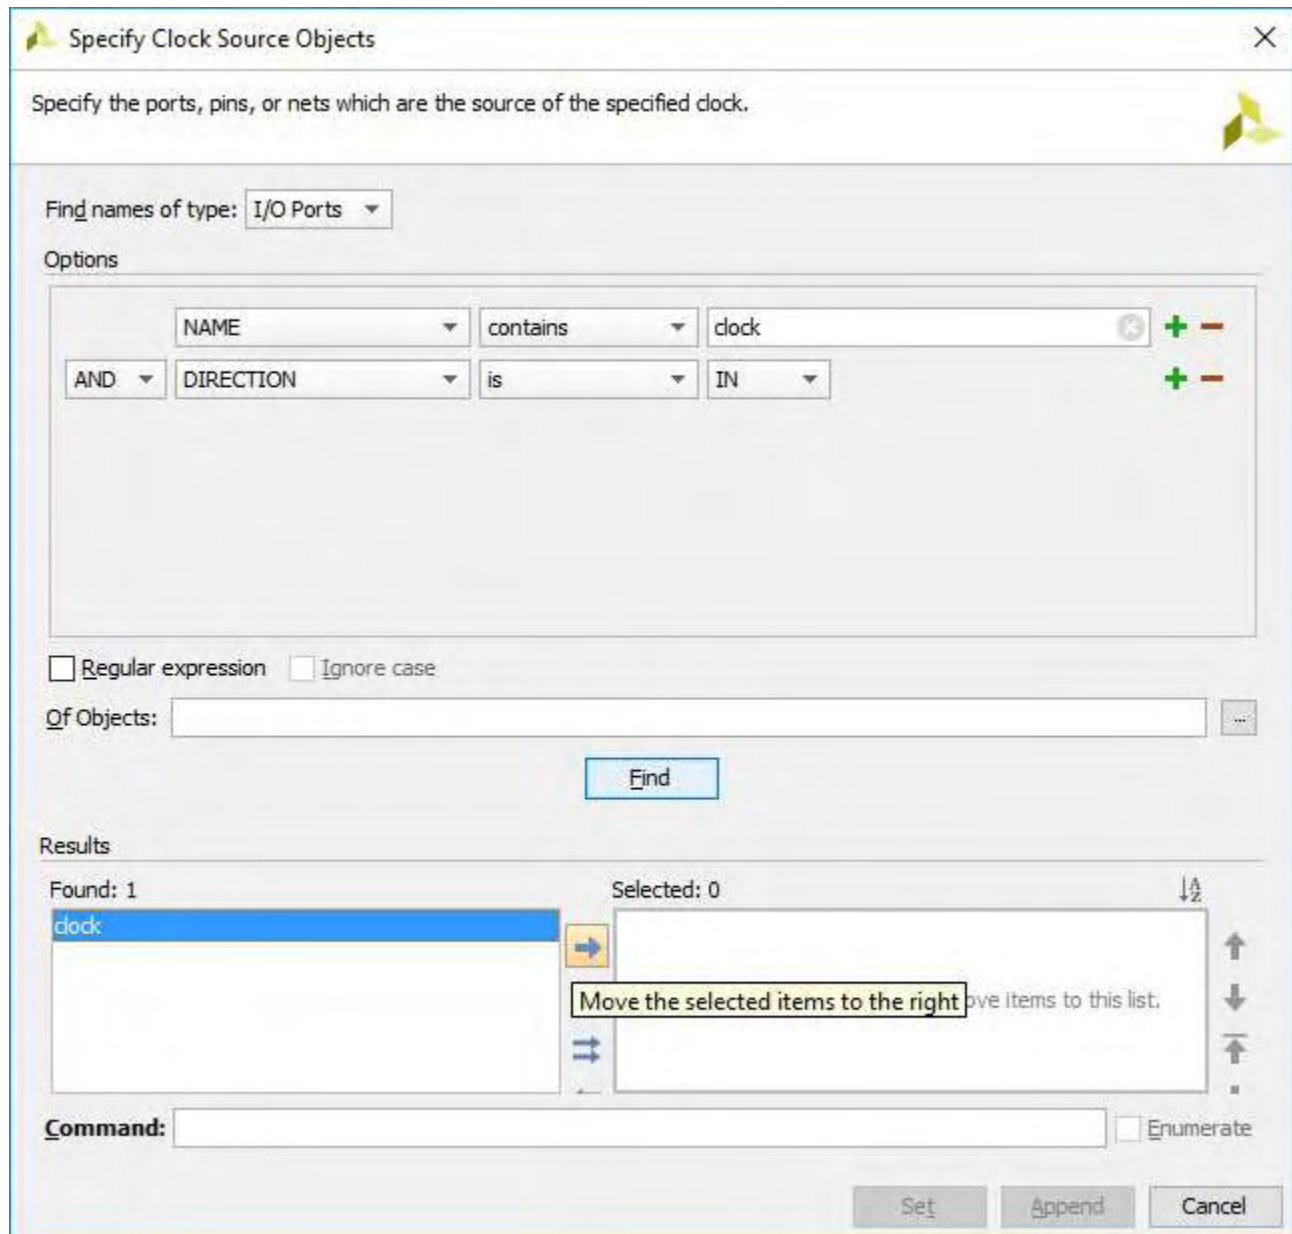 Specify Clock Source Objects
Specify the ports, pins, or nets which are the source of the specified clock.
Find names of type: I/O Ports
Options
NAME contains clock
AND DIRECTION is IN
Regular expression Ignore case
Of Objects: ...
Find
Results
Found: 1 Selected: 0
clock
Move the selected items to the right ove items to this list.
Command: Enumerate
Set Append Cancel